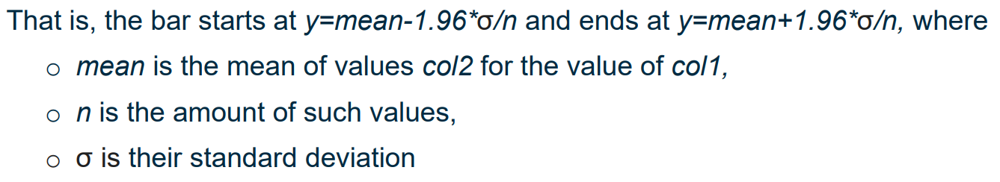 That is, the bar starts at y=mean-1.96*σ/n and ends at y=mean+1.96*σ/n, where
○ mean is the mean of values col2 for the value of col1,
○ n is the amount of such values,
○ σ is their standard deviation